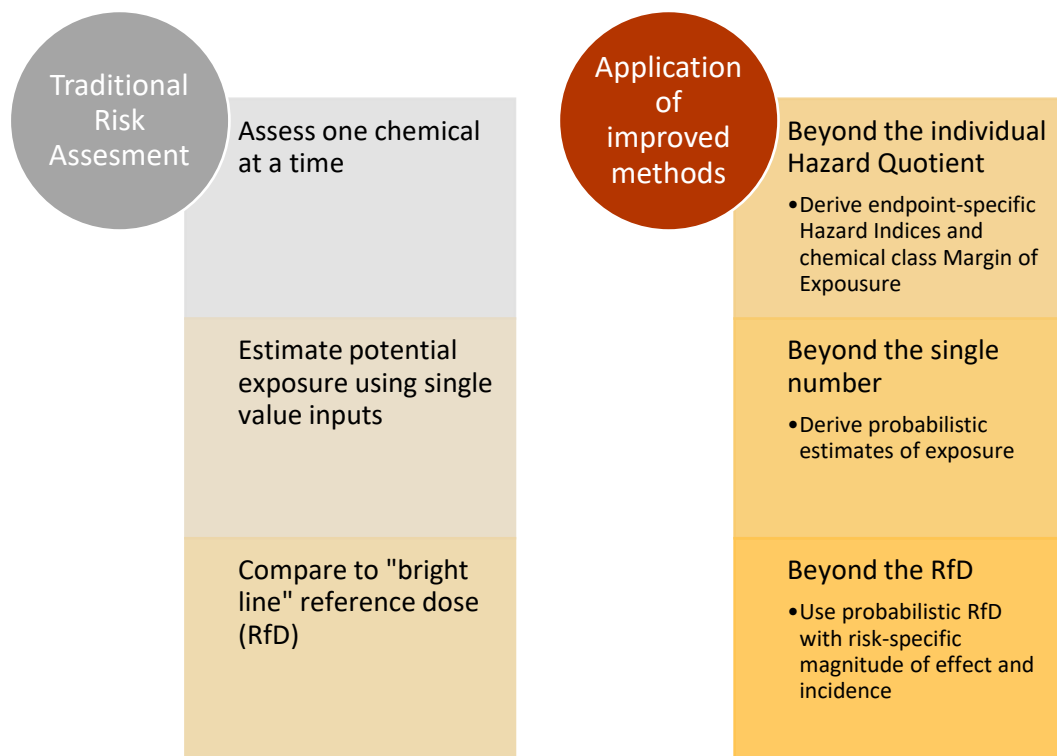 Traditional
Risk
Assesment
Assess one chemical
at a time
Estimate potential
exposure using single
value inputs
Compare to "bright
line" reference dose
(RfD)
Application
of
improved
methods
Beyond the individual
Hazard Quotient
•Derive endpoint-specific
Hazard Indices and
chemical class Margin of
Expousure
Beyond the single
number
•Derive probabilistic
estimates of exposure
Beyond the RfD
•Use probabilistic RfD
with risk-specific
magnitude of effect and
incidence